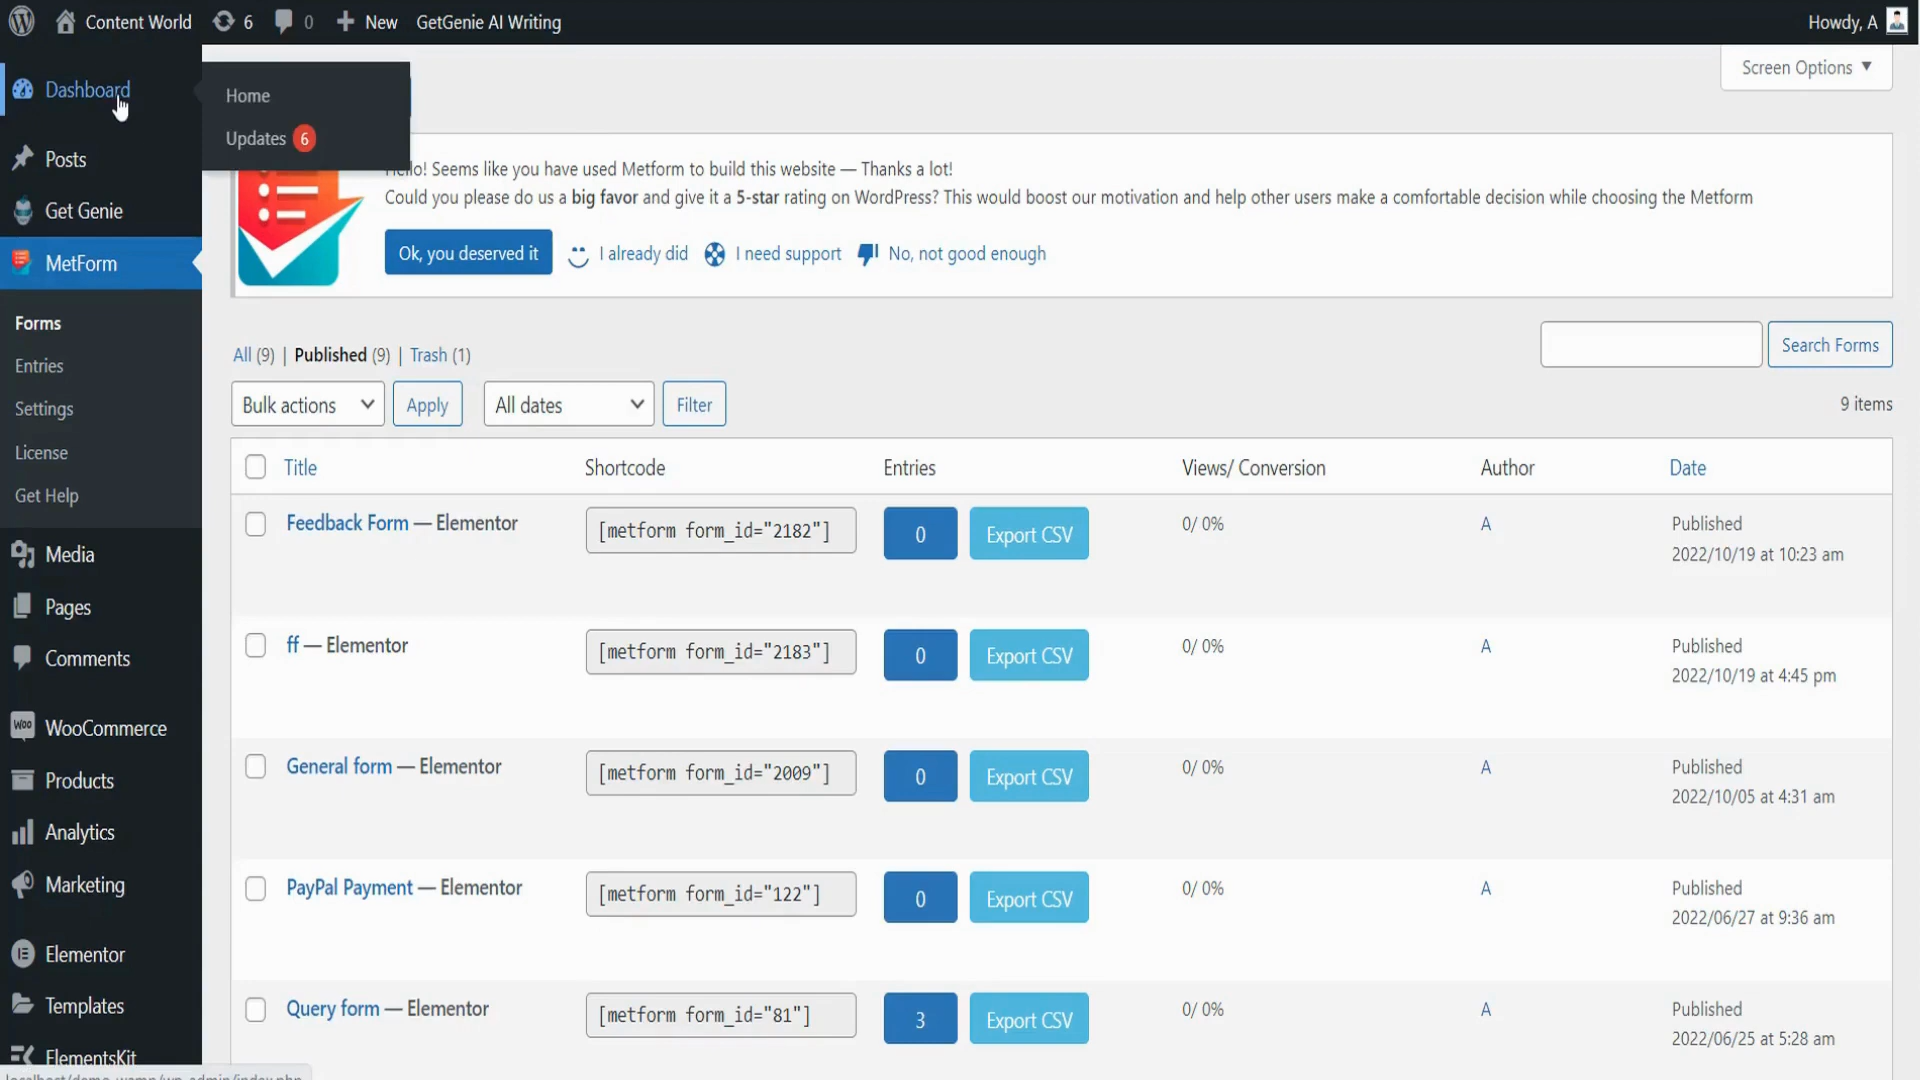 Content World 6 0 New GetGenie AI Writing Howdy, A
Dashboard
Home
Updates 6
Screen Options
Posts
Get Genie
MetForm
Forms
Entries
Settings
License
Get Help
Media
Pages
Comments
WooCommerce
Products
Analytics
Marketing
Elementor
Templates
ElementsKit
Seems like you have used Metform to build this website — Thanks a lot!
Could you please do us a big favor and give it a 5-star rating on WordPress? This would boost our motivation and help other users make a comfortable decision while choosing the Metform
Ok, you deserved it I already did I need support No, not good enough
All (9) | Published (9) | Trash (1)
Search Forms
Bulk actions Apply All dates Filter 9 items
Title Shortcode Entries Views/ Conversion Author Date
Feedback Form — Elementor [metform form_id="2182"] 0 Export CSV 0/ 0% A Published
2022/10/19 at 10:23 am
ff — Elementor [metform form_id="2183"] 0 Export CSV 0/ 0% A Published
2022/10/19 at 4:45 pm
General form — Elementor [metform form_id="2009"] 0 Export CSV 0/ 0% A Published
2022/10/05 at 4:31 am
PayPal Payment — Elementor [metform form_id="122"] 0 Export CSV 0/ 0% A Published
2022/06/27 at 9:36 am
Query form — Elementor [metform form_id="81"] 3 Export CSV 0/ 0% A Published
2022/06/25 at 5:28 am